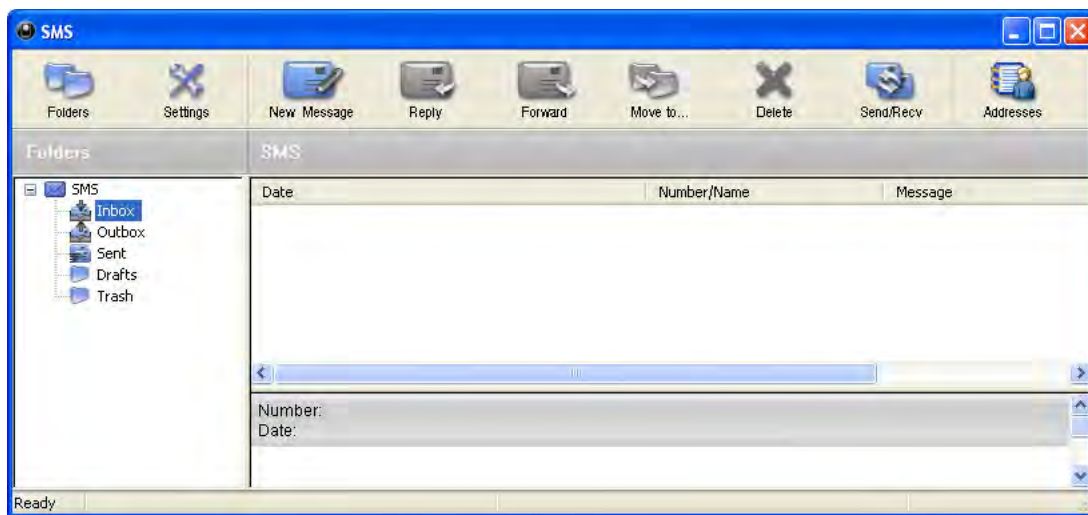 SMS
Folders Settings New Message Reply Forward Move to... Delete Send/Recv Addresses
Folders SMS
SMS
Inbox
Outbox
Sent
Drafts
Trash
Date Number/Name Message
Number:
Date:
Ready